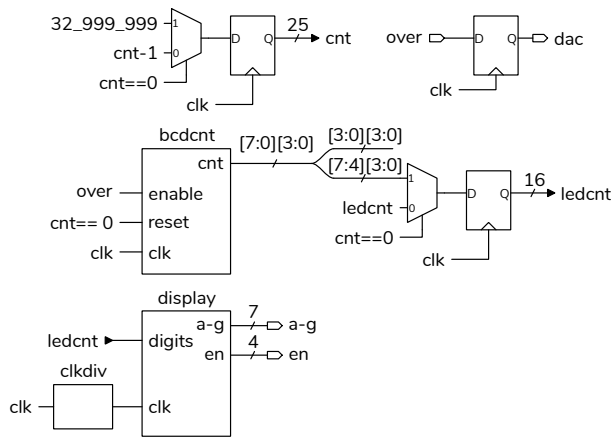 32_999_999
1
cnt-1
0
cnt==0
D
Q
25
cnt
clk
over
D
Q
dac
clk
bcdcnt
cnt
[7:0][3:0]
[3:0][3:0]
[7:4][3:0]
over
enable
cnt== 0
reset
clk
clk
1
ledcnt
0
cnt==0
D
Q
16
ledcnt
clk
display
a-g
7
a-g
ledcnt
digits
en
4
en
clkdiv
clk
clk